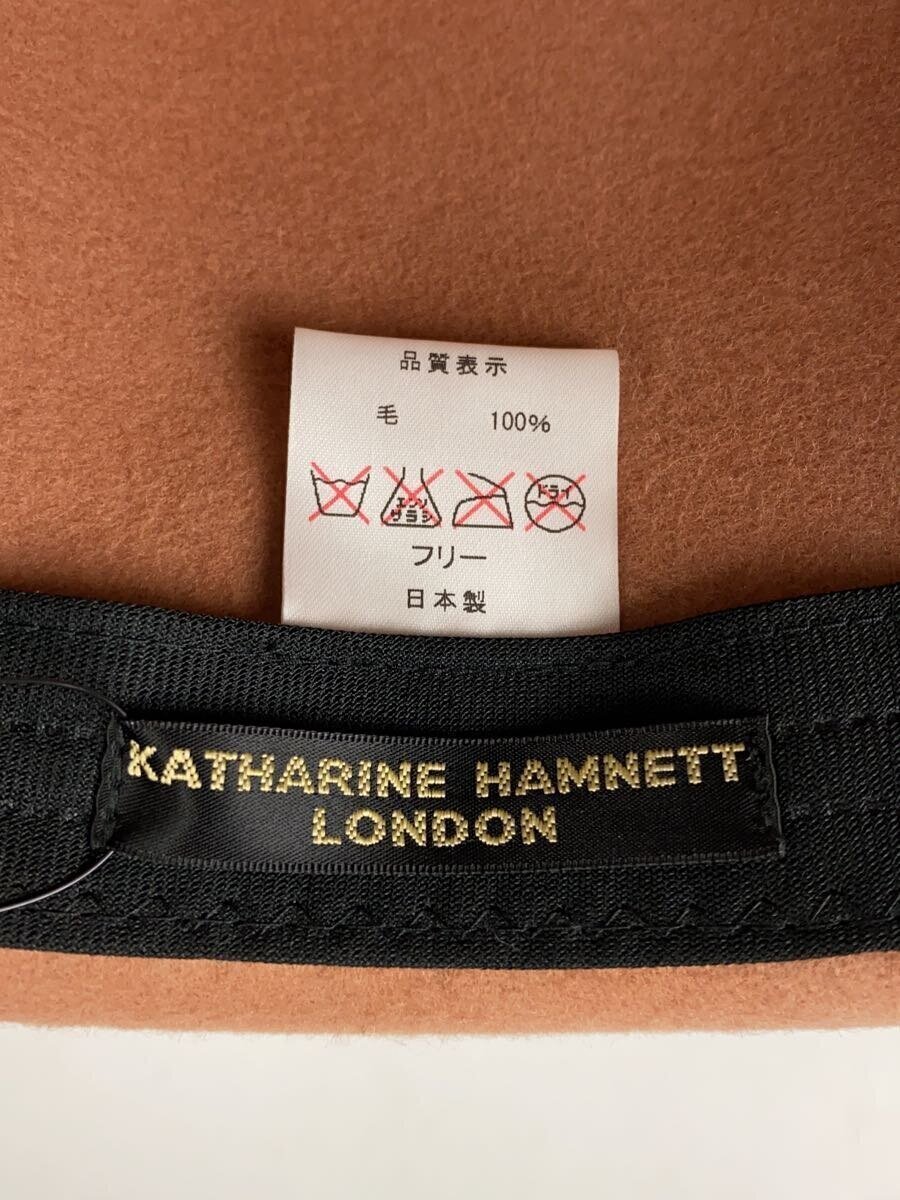 品質表示
毛 100%
エンソ サラシ ドライ
フリー
日本製
KATHARINE HAMNETT
LONDON